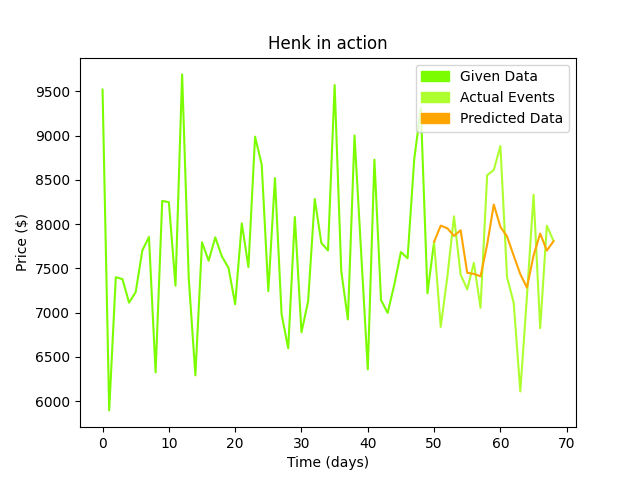 Henk in action
Given Data
Actual Events
Predicted Data
Price ($)
9500
9000
8500
8000
7500
7000
6500
6000
0 10 20 30 40 50 60 70
Time (days)